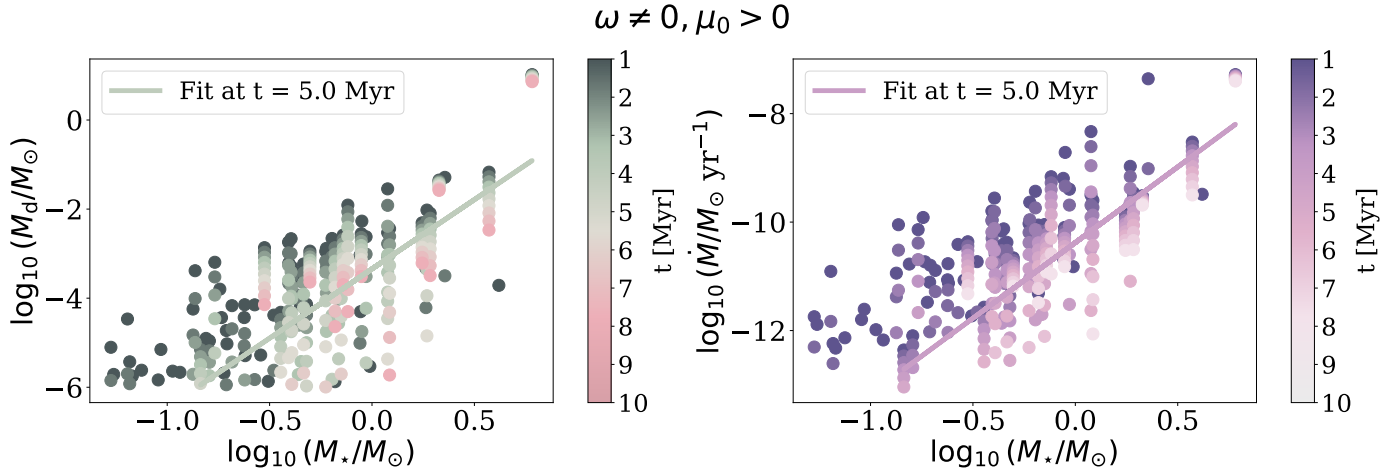 ω ≠ 0, μ₀ > 0
Fit at t = 5.0 Myr
log₁₀ (M_d/M_⊙)
0
−2
−4
−6
−1.0 −0.5 0.0 0.5
log₁₀ (M⋆/M_⊙)
1
2
3
4
5
6
7
8
9
10
t [Myr]
Fit at t = 5.0 Myr
log₁₀ (Ṁ/M_⊙ yr⁻¹)
−8
−10
−12
−1.0 −0.5 0.0 0.5
log₁₀ (M⋆/M_⊙)
1
2
3
4
5
6
7
8
9
10
t [Myr]